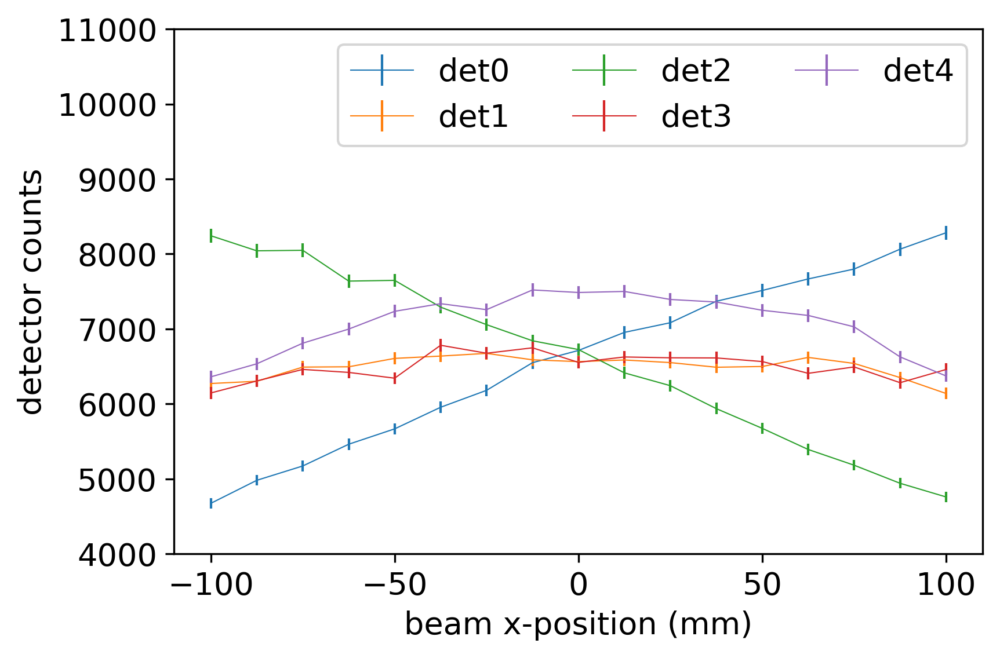 11000
10000
9000
8000
7000
6000
5000
4000
detector counts
det0
det1
det2
det3
det4
−100
−50
0
50
100
beam x-position (mm)